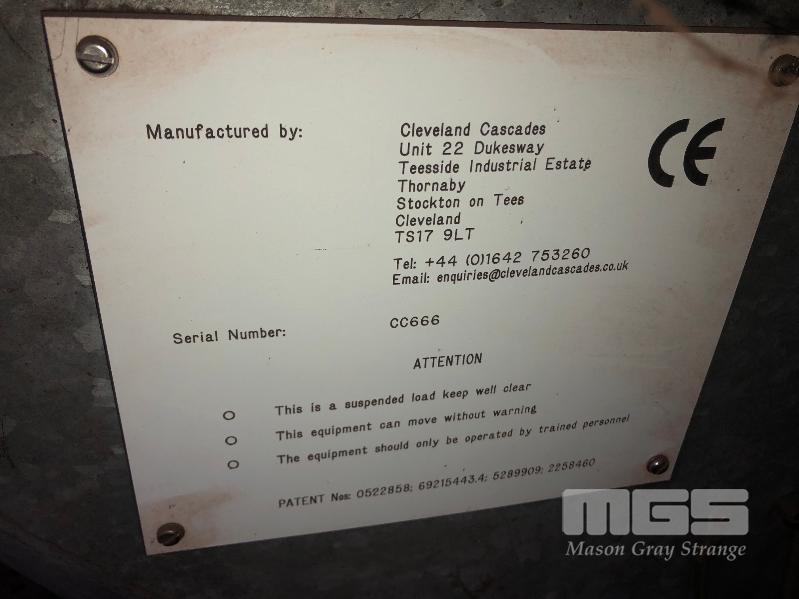 Manufactured by: Cleveland Cascades
Unit 22 Dukesway
Teesside Industrial Estate
Thornaby
Stockton on Tees
Cleveland
TS17 9LT
CE
Tel: +44 (0)1642 753260
Email: enquiries@clevelandcascades.co.uk
Serial Number: CC666
ATTENTION
This is a suspended load keep well clear
This equipment can move without warning
The equipment should only be operated by trained personnel
PATENT Nos: 0522858; 69215443.4; 5289909; 2258460
MGS
Mason Gray Strange